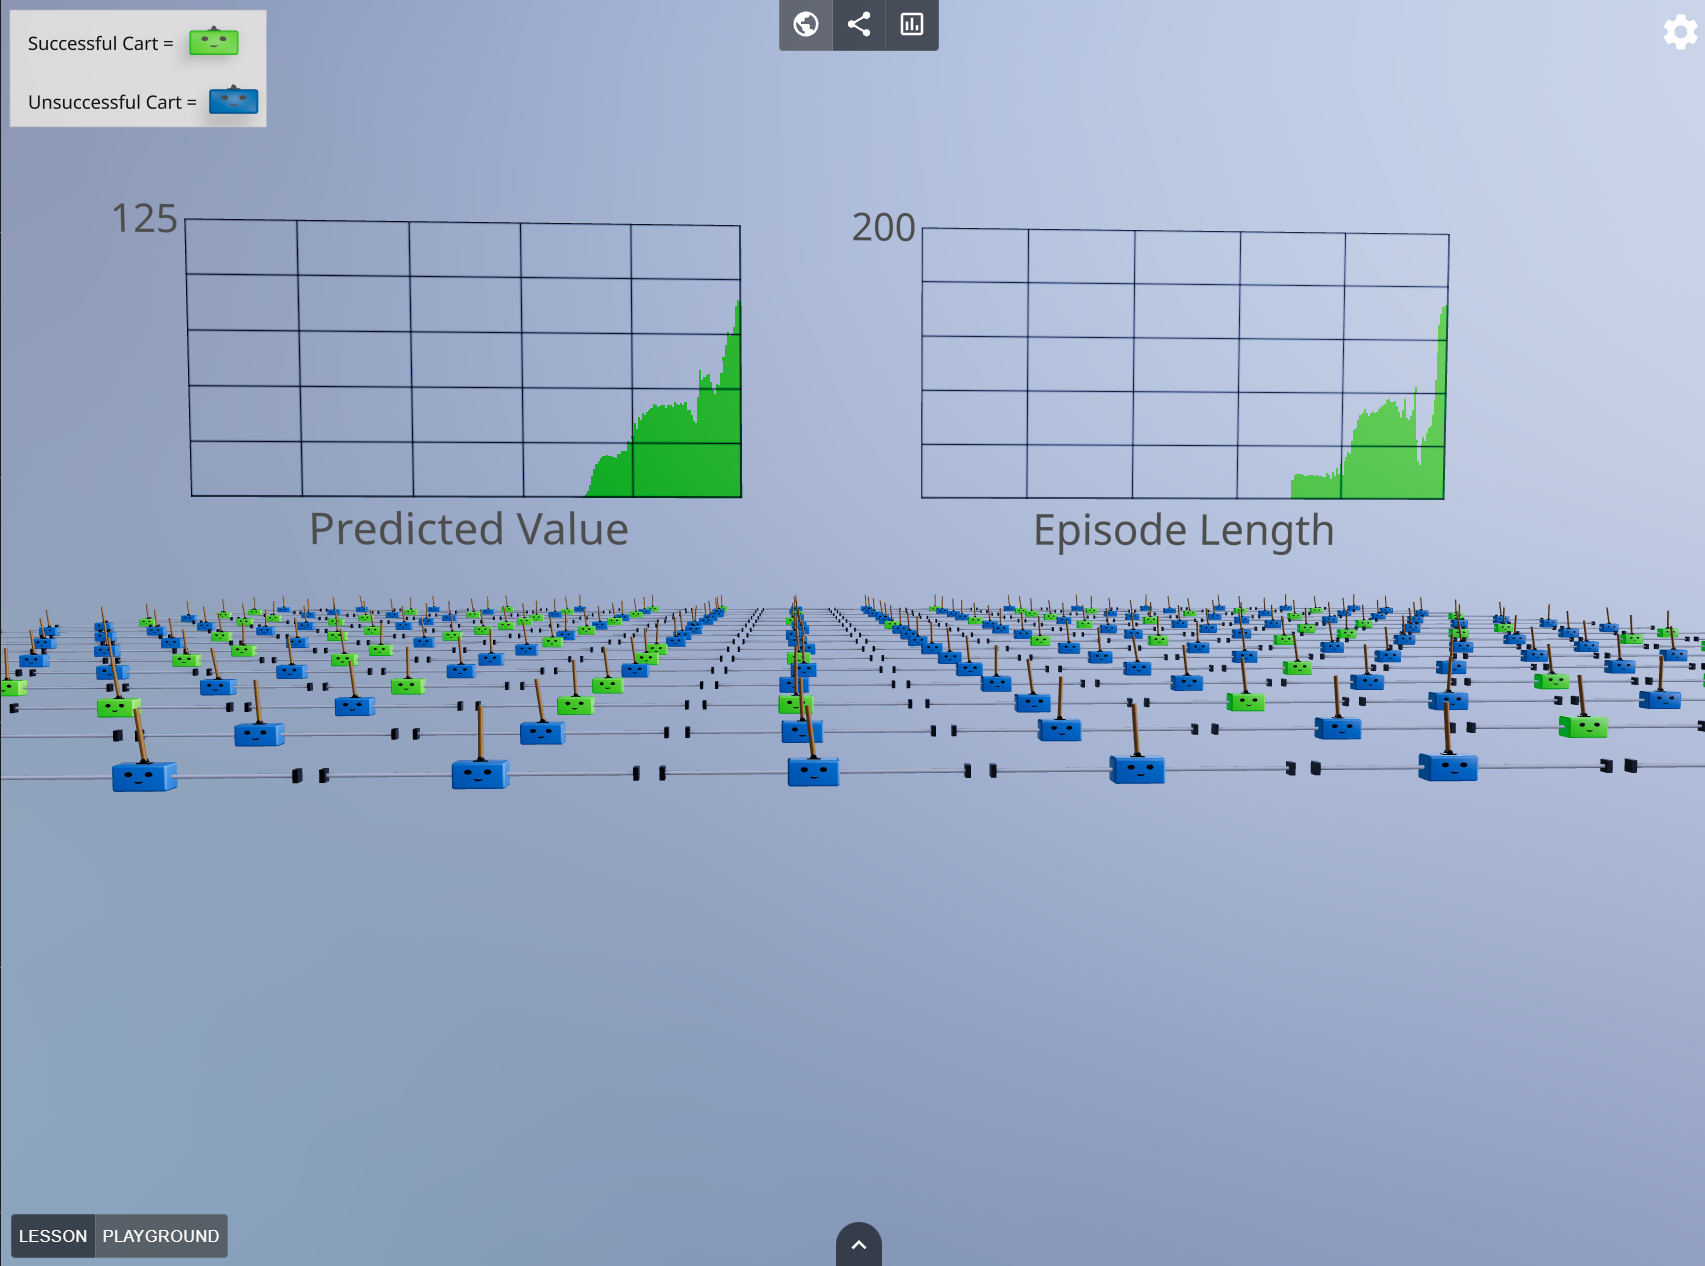 Successful Cart =
Unsuccessful Cart =
125
200
Predicted Value
Episode Length
LESSON
PLAYGROUND